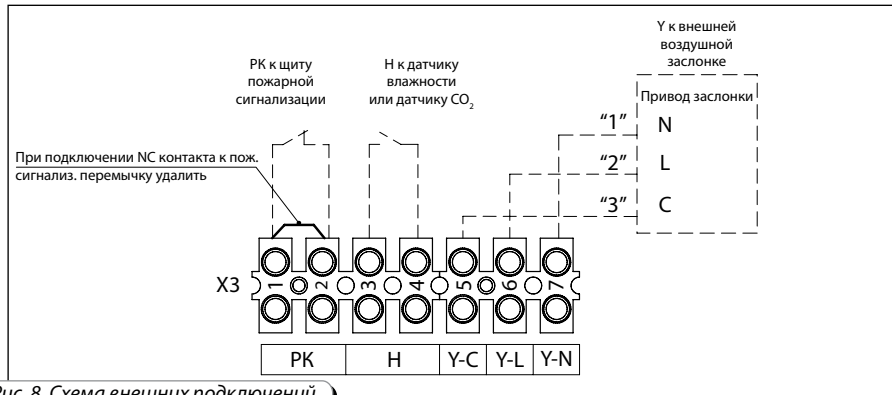 Y к внешней
воздушной
заслонке
РК к щиту
пожарной
сигнализации
Н к датчику
влажности
или датчику CO₂
Привод заслонки
"1" N
"2" L
"3" C
При подключении NC контакта к пож.
сигнализ. перемычку удалить
X3
1 2 3 4 5 6 7
РК Н Y-C Y-L Y-N
Рис. 8. Схема внешних подключений